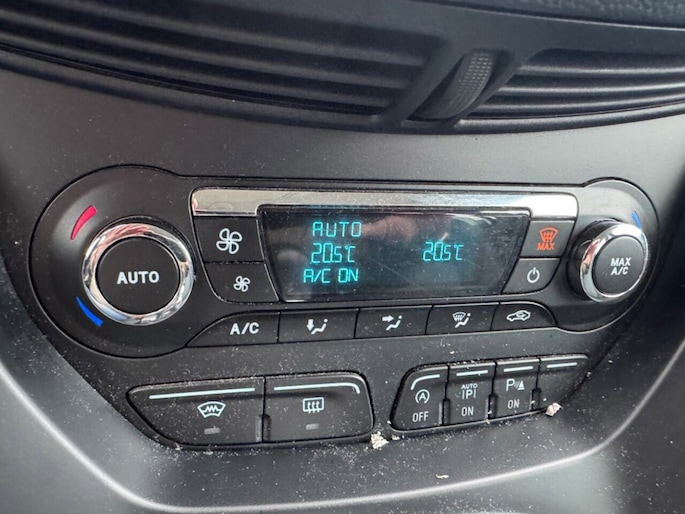 AUTO
20.5°C 20.5°C
A/C ON
AUTO
MAX
MAX
A/C
A/C
A
OFF
AUTO
P
ON
P
ON